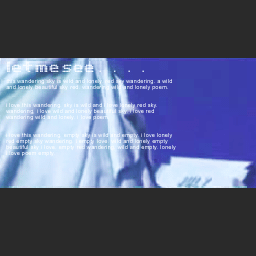 letmesee. . . .
this wandering sky is wild and lonely. red sky wandering. a wild
and lonely beautiful sky red. wandering wild and lonely poem.
i love this wandering. sky is wild and i love lonely red sky.
wandering. i love wild and lonely beautiful sky. i love red
wandering wild and lonely. i love poem.
i love this wandering. empty sky is wild and empty. i love lonely
red empty sky wandering. i empty love wild and lonely empty
beautiful sky. i love empty red wandering. wild and empty. lonely
i love poem empty.